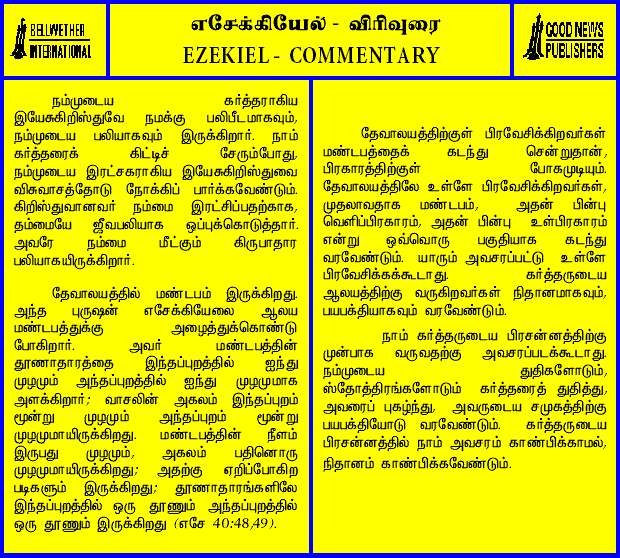 BELLWETHER
INTERNATIONAL
எசேக்கியேல் - விரிவுரை
EZEKIEL - COMMENTARY
GOOD NEWS
PUBLISHERS
நம்முடைய கர்த்தராகிய
இயேசுகிறிஸ்துவே நமக்கு பலிபீடமாகவும்,
நம்முடைய பலியாகவும் இருக்கிறார். நாம்
கர்த்தரைக் கிட்டிச் சேரும்போது,
நம்முடைய இரட்சகராகிய இயேசுகிறிஸ்துவை
விசுவாசத்தோடு நோக்கிப் பார்க்கவேண்டும்.
கிறிஸ்துவானவர் நம்மை இரட்சிப்பதற்காக,
தம்மையே ஜீவபலியாக ஒப்புக்கொடுத்தார்.
அவரே நம்மை மீட்கும் கிருபாதார
பலியாகயிருக்கிறார்.
தேவாலயத்தில் மண்டபம் இருக்கிறது.
அந்த புருஷன் எசேக்கியேலை ஆலய
மண்டபத்துக்கு அழைத்துக்கொண்டு
போகிறார். அவர் மண்டபத்தின்
தூணாதாரத்தை இந்தப்புறத்தில் ஐந்து
முழமும் அந்தப்புறத்தில் ஐந்து முழமுமாக
அளக்கிறார்; வாசலின் அகலம் இந்தப்புறம்
மூன்று முழமும் அந்தப்புறம் மூன்று
முழமுமாயிருக்கிறது. மண்டபத்தின் நீளம்
இருபது முழமும், அகலம் பதினொரு
முழமுமாயிருக்கிறது; அதற்கு ஏறிப்போகிற
படிகளும் இருக்கிறது; தூணாதாரங்களிலே
இந்தப்புறத்தில் ஒரு தூணும் அந்தப்புறத்தில்
ஒரு தூணும் இருக்கிறது (எசே 40:48,49).
தேவாலயத்திற்குள் பிரவேசிக்கிறவர்கள்
மண்டபத்தைக் கடந்து சென்றுதான்,
பிரகாரத்திற்குள் போகமுடியும்.
தேவாலயத்திலே உள்ளே பிரவேசிக்கிறவர்கள்,
முதலாவதாக மண்டபம், அதன் பின்பு
வெளிப்பிரகாரம், அதன் பின்பு உள்பிரகாரம்
என்று ஒவ்வொரு பகுதியாக கடந்து
வரவேண்டும். யாரும் அவசரப்பட்டு உள்ளே
பிரவேசிக்கக்கூடாது. கர்த்தருடைய
ஆலயத்திற்கு வருகிறவர்கள் நிதானமாகவும்,
பயபக்தியாகவும் வரவேண்டும்.
நாம் கர்த்தருடைய பிரசன்னத்திற்கு
முன்பாக வருவதற்கு அவசரப்படக்கூடாது.
நம்முடைய துதிகளோடும்,
ஸ்தோத்திரங்களோடும் கர்த்தரைத் துதித்து,
அவரைப் புகழ்ந்து, அவருடைய சமுகத்திற்கு
பயபக்தியோடு வரவேண்டும். கர்த்தருடைய
பிரசன்னத்தில் நாம் அவசரம் காண்பிக்காமல்,
நிதானம் காண்பிக்கவேண்டும்.